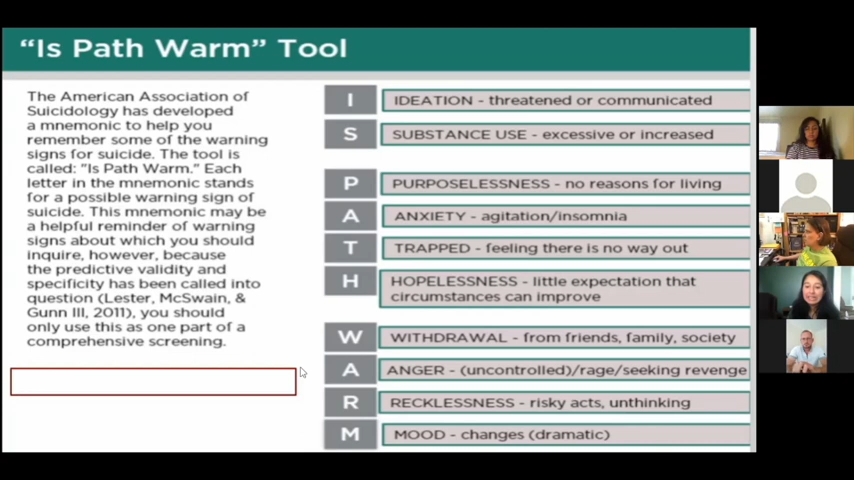 “Is Path Warm” Tool
The American Association of
Suicidology has developed
a mnemonic to help you
remember some of the warning
signs for suicide. The tool is
called: "Is Path Warm." Each
letter in the mnemonic stands
for a possible warning sign of
suicide. This mnemonic may be
a helpful reminder of warning
signs about which you should
inquire, however, because
the predictive validity and
specificity has been called into
question (Lester, McSwain, &
Gunn III, 2011), you should
only use this as one part of a
comprehensive screening.
I IDEATION - threatened or communicated
S SUBSTANCE USE - excessive or increased
P PURPOSELESSNESS - no reasons for living
A ANXIETY - agitation/insomnia
T TRAPPED - feeling there is no way out
H HOPELESSNESS - little expectation that
circumstances can improve
W WITHDRAWAL - from friends, family, society
A ANGER - (uncontrolled)/rage/seeking revenge
R RECKLESSNESS - risky acts, unthinking
M MOOD - changes (dramatic)